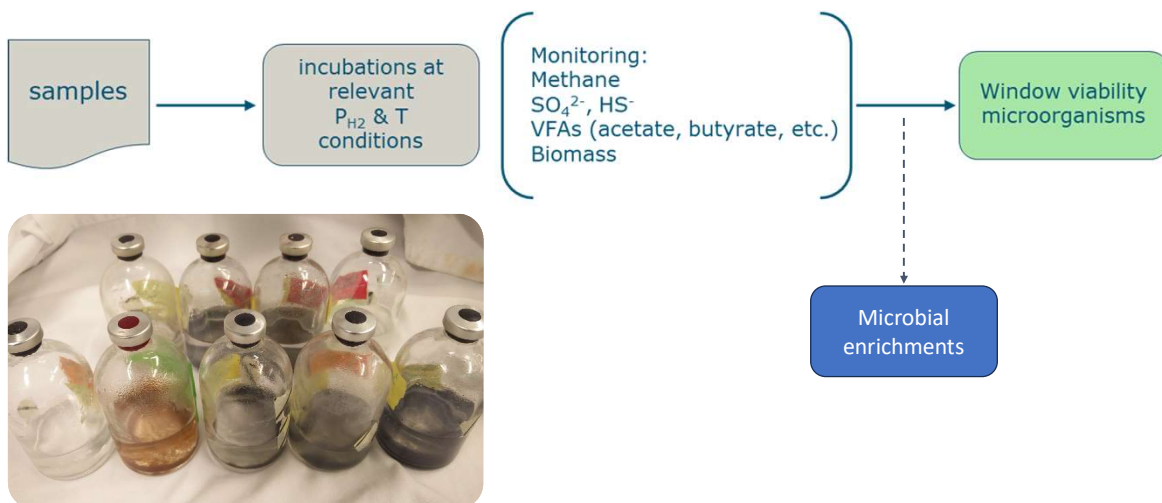 samples
incubations at
relevant
P_H2 & T
conditions
Monitoring:
Methane
SO₄²⁻, HS⁻
VFAs (acetate, butyrate, etc.)
Biomass
Window viability
microorganisms
Microbial
enrichments